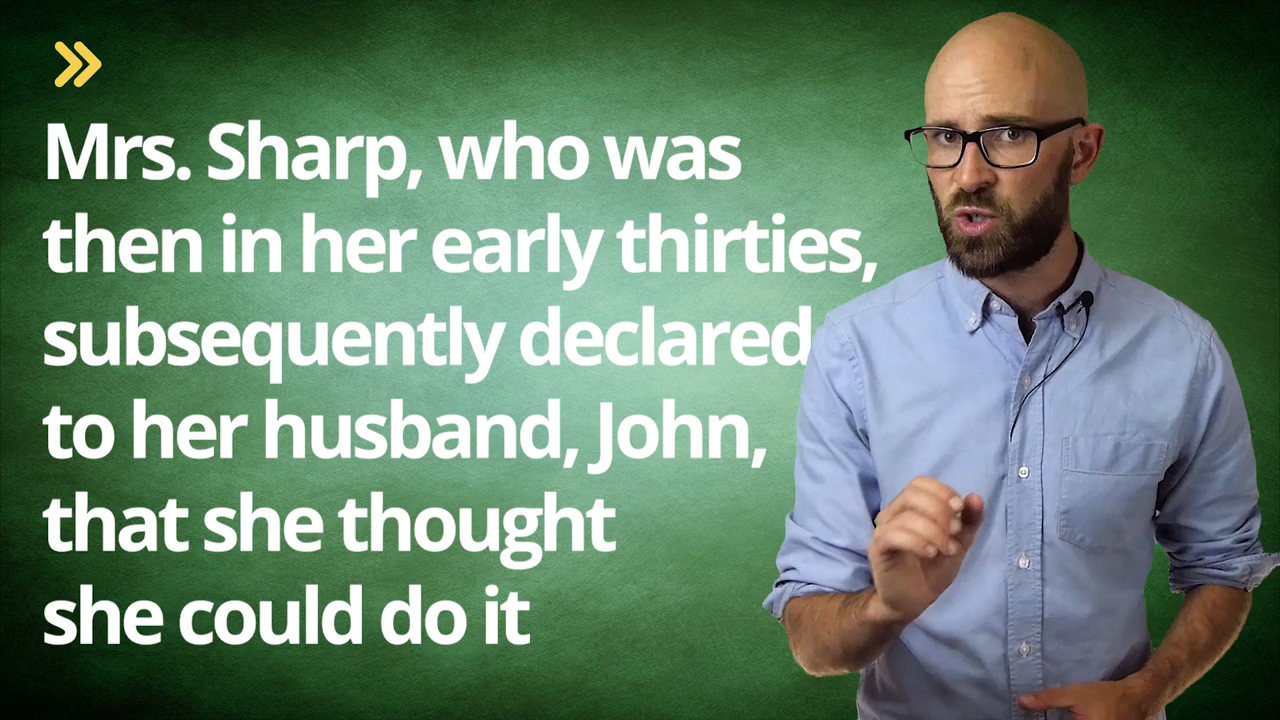 Mrs. Sharp, who was
then in her early thirties,
subsequently declared
to her husband, John,
that she thought
she could do it